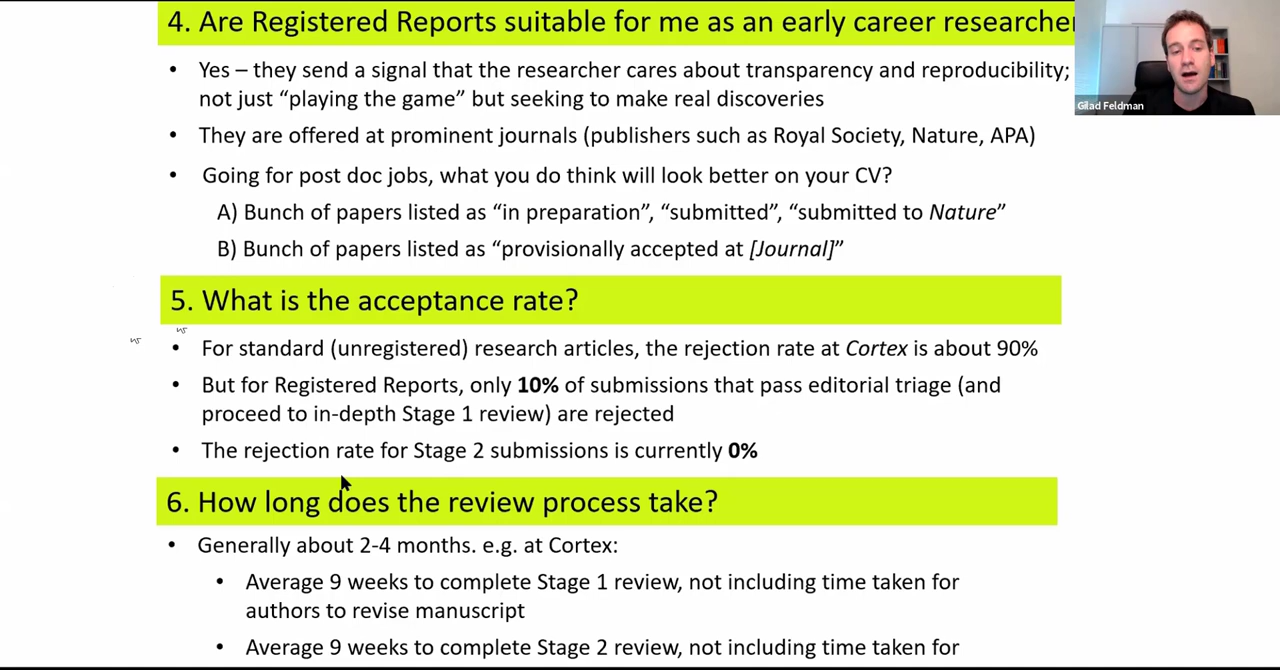 4. Are Registered Reports suitable for me as an early career researcher
Gilad Feldman
• Yes – they send a signal that the researcher cares about transparency and reproducibility;
not just “playing the game” but seeking to make real discoveries
• They are offered at prominent journals (publishers such as Royal Society, Nature, APA)
• Going for post doc jobs, what you do think will look better on your CV?
A) Bunch of papers listed as “in preparation”, “submitted”, “submitted to Nature”
B) Bunch of papers listed as “provisionally accepted at [Journal]”
5. What is the acceptance rate?
• For standard (unregistered) research articles, the rejection rate at Cortex is about 90%
• But for Registered Reports, only 10% of submissions that pass editorial triage (and
proceed to in-depth Stage 1 review) are rejected
• The rejection rate for Stage 2 submissions is currently 0%
6. How long does the review process take?
• Generally about 2-4 months. e.g. at Cortex:
• Average 9 weeks to complete Stage 1 review, not including time taken for
authors to revise manuscript
• Average 9 weeks to complete Stage 2 review, not including time taken for